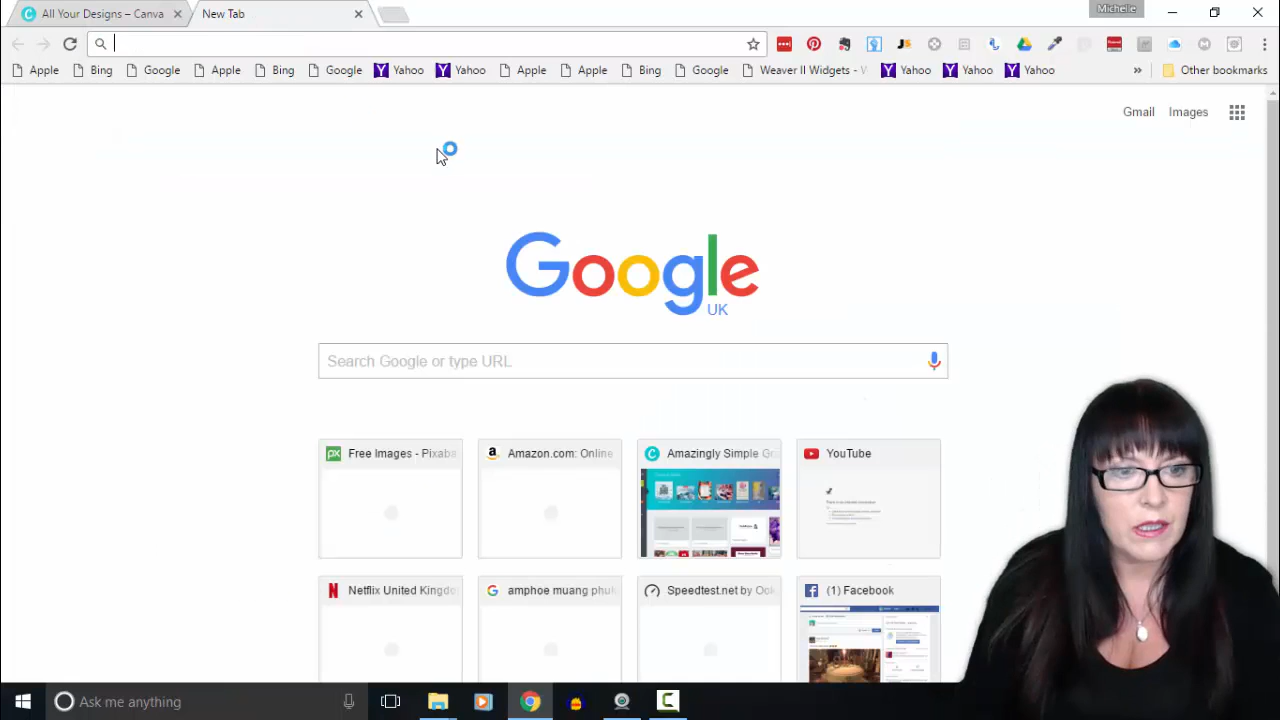 All Your Designs – Canva
New Tab
Michelle
Apple
Bing
Google
Apple
Bing
Google
Yahoo
Yahoo
Apple
Apple
Bing
Google
Weaver II Widgets -
Yahoo
Yahoo
Yahoo
»
Other bookmarks
Gmail
Images
Google
UK
Search Google or type URL
px
Free Images - Pixaba
Amazon.com: Online
Amazingly Simple Gr
YouTube
Netflix United Kingdo
amphoe muang phu
Speedtest.net by Ook
(1) Facebook
Ask me anything